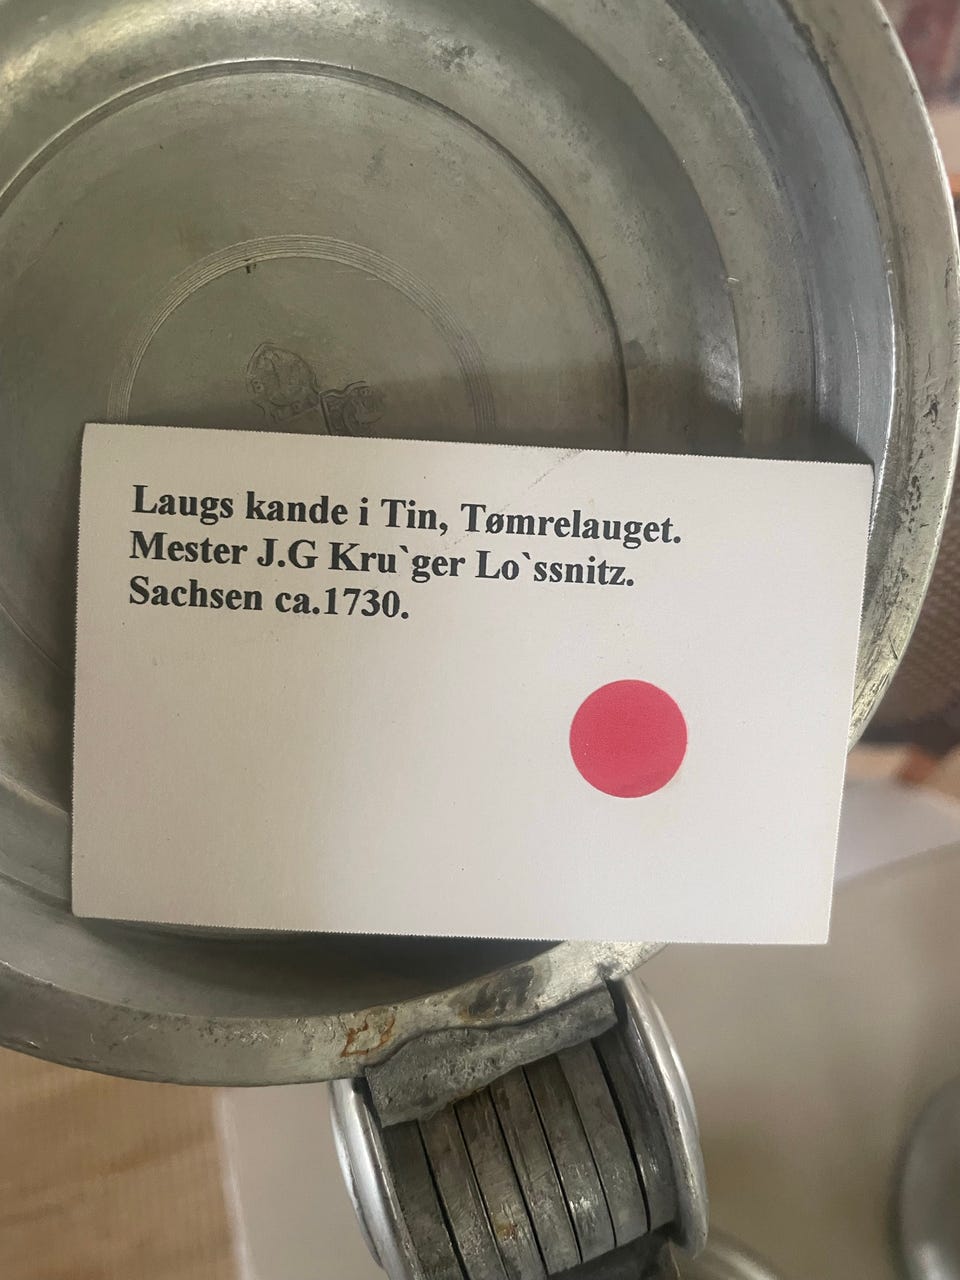 Laugs kande i Tin, Tømrelauget.
Mester J.G Kru`ger Lo`ssnitz.
Sachsen ca.1730.